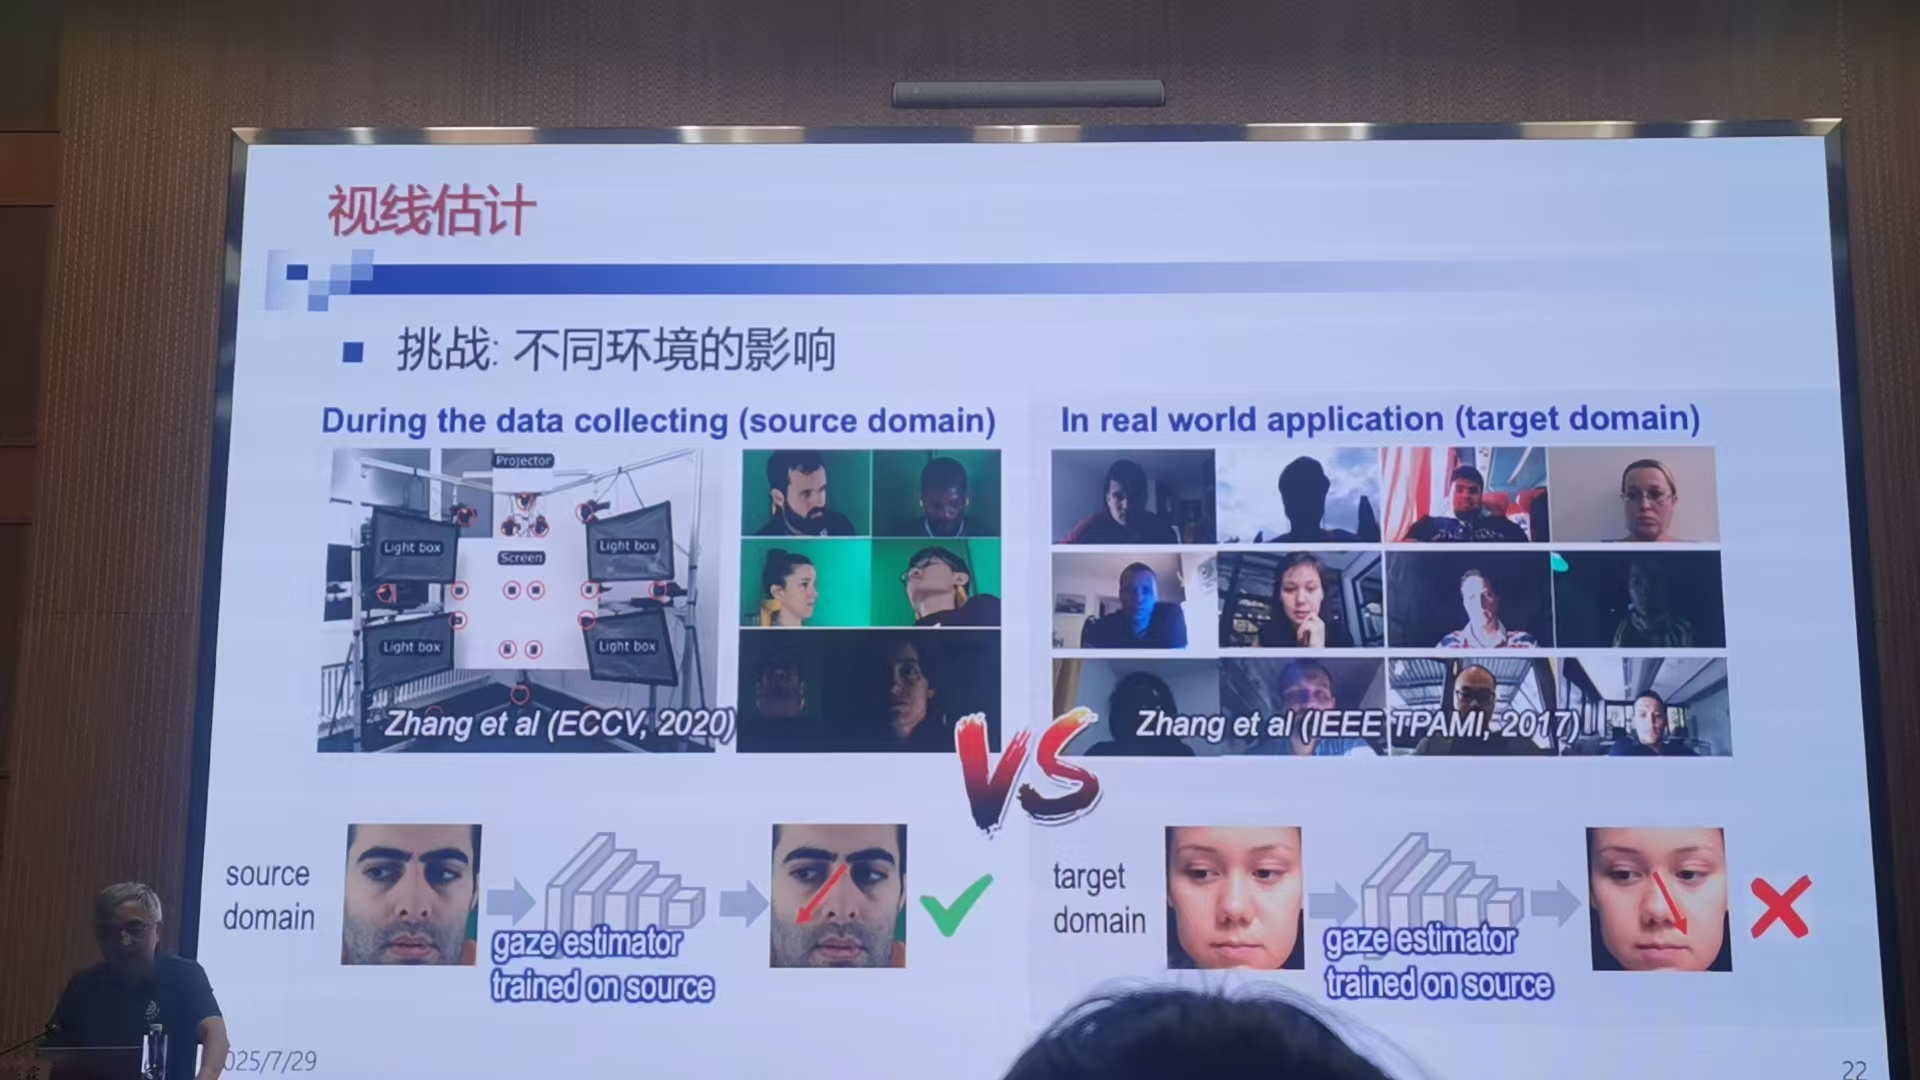 视线估计
挑战: 不同环境的影响
During the data collecting (source domain)
In real world application (target domain)
Projector
Light box
Screen
Light box
Light box
Light box
Zhang et al (ECCV, 2020)
Zhang et al (IEEE TPAMI, 2017)
VS
source
domain
gaze estimator
trained on source
target
domain
gaze estimator
trained on source
025/7/29
22